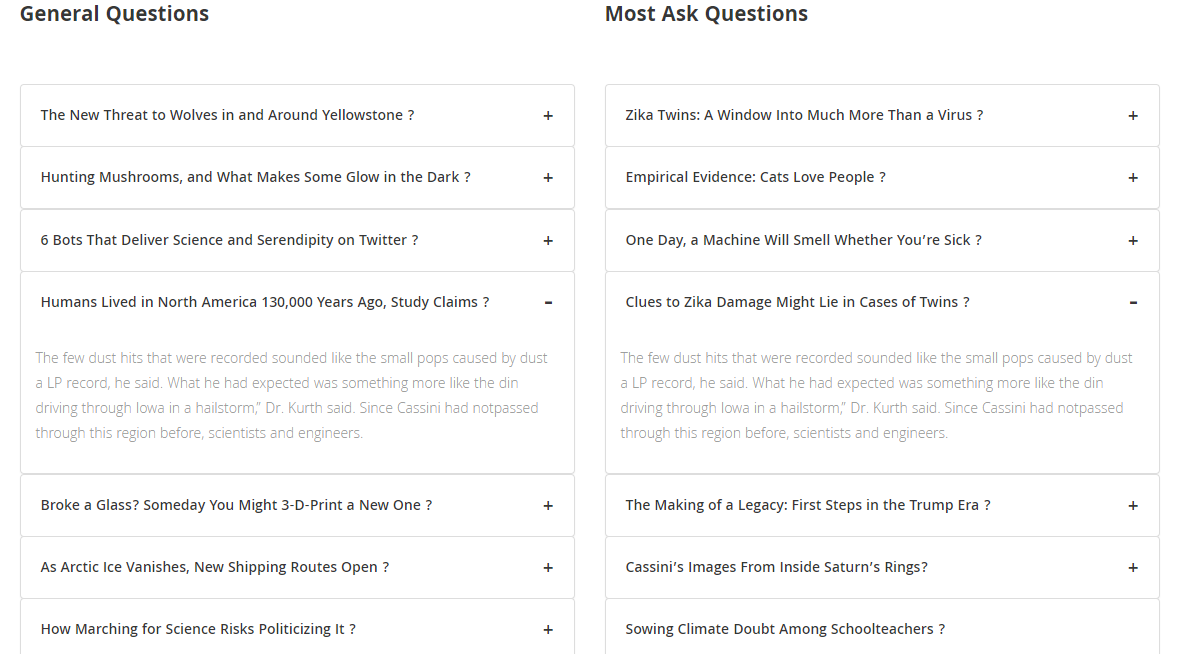 General Questions
The New Threat to Wolves in and Around Yellowstone ?
+
Hunting Mushrooms, and What Makes Some Glow in the Dark ?
+
6 Bots That Deliver Science and Serendipity on Twitter ?
+
Humans Lived in North America 130,000 Years Ago, Study Claims ?
-
The few dust hits that were recorded sounded like the small pops caused by dust
a LP record, he said. What he had expected was something more like the din
driving through Iowa in a hailstorm,” Dr. Kurth said. Since Cassini had notpassed
through this region before, scientists and engineers.
Broke a Glass? Someday You Might 3-D-Print a New One ?
+
As Arctic Ice Vanishes, New Shipping Routes Open ?
+
How Marching for Science Risks Politicizing It ?
+
Most Ask Questions
Zika Twins: A Window Into Much More Than a Virus ?
+
Empirical Evidence: Cats Love People ?
+
One Day, a Machine Will Smell Whether You’re Sick ?
+
Clues to Zika Damage Might Lie in Cases of Twins ?
-
The few dust hits that were recorded sounded like the small pops caused by dust
a LP record, he said. What he had expected was something more like the din
driving through Iowa in a hailstorm,” Dr. Kurth said. Since Cassini had notpassed
through this region before, scientists and engineers.
The Making of a Legacy: First Steps in the Trump Era ?
+
Cassini’s Images From Inside Saturn’s Rings?
+
Sowing Climate Doubt Among Schoolteachers ?